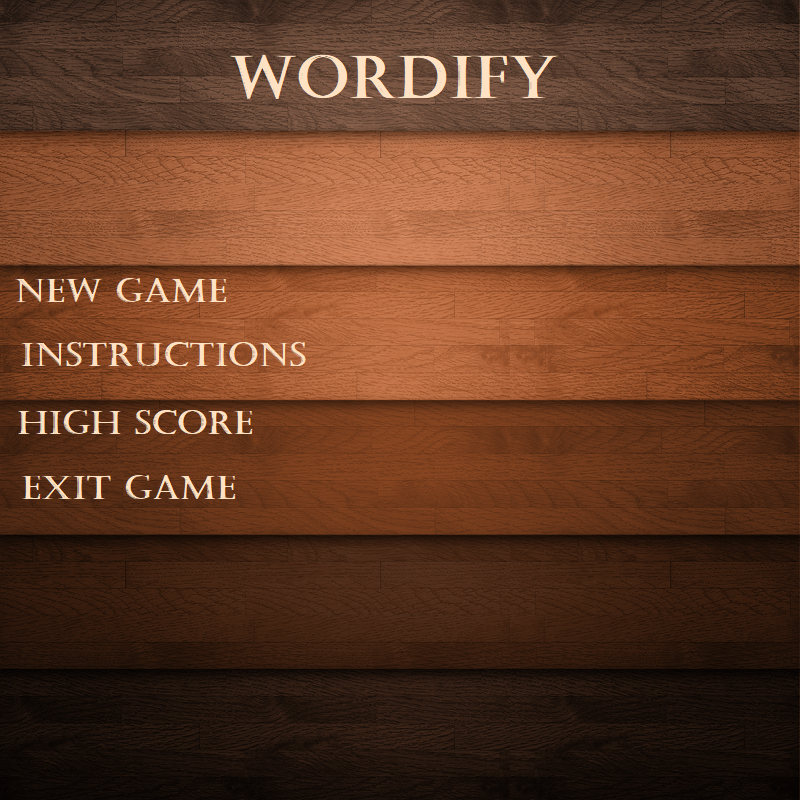 WORDIFY
NEW GAME
INSTRUCTIONS
HIGH SCORE
EXIT GAME